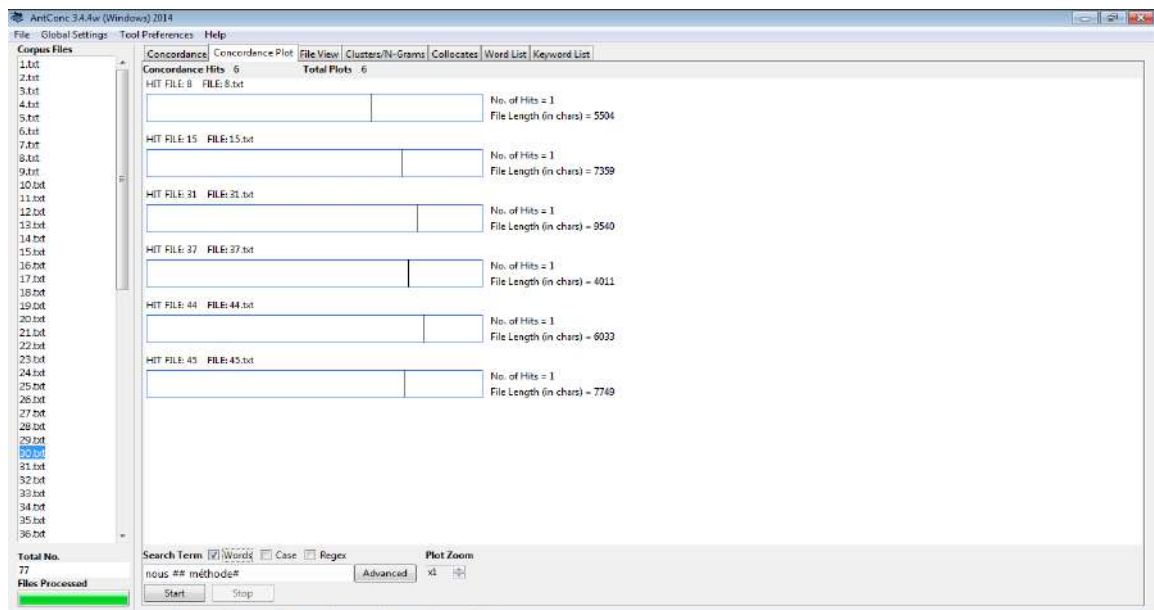 AntConc 3.4.4w (Windows) 2014
File Global Settings Tool Preferences Help
Corpus Files
1.txt
2.txt
3.txt
4.txt
5.txt
6.txt
7.txt
8.txt
9.txt
10.txt
11.txt
12.txt
13.txt
14.txt
15.txt
16.txt
17.txt
18.txt
19.txt
20.txt
21.txt
22.txt
23.txt
24.txt
25.txt
26.txt
27.txt
28.txt
29.txt
30.txt
31.txt
32.txt
33.txt
34.txt
35.txt
36.txt
Total No.
77
Files Processed
Concordance Concordance Plot File View Clusters/N-Grams Collocates Word List Keyword List
Concordance Hits 6 Total Plots 6
HIT FILE: 8 FILE: 8.txt
No. of Hits = 1
File Length (in chars) = 5504
HIT FILE: 15 FILE: 15.txt
No. of Hits = 1
File Length (in chars) = 7359
HIT FILE: 31 FILE: 31.txt
No. of Hits = 1
File Length (in chars) = 9540
HIT FILE: 37 FILE: 37.txt
No. of Hits = 1
File Length (in chars) = 4011
HIT FILE: 44 FILE: 44.txt
No. of Hits = 1
File Length (in chars) = 6033
HIT FILE: 45 FILE: 45.txt
No. of Hits = 1
File Length (in chars) = 7749
Search Term Words Case Regex Plot Zoom
nous ## méthode# Advanced x1
Start Stop